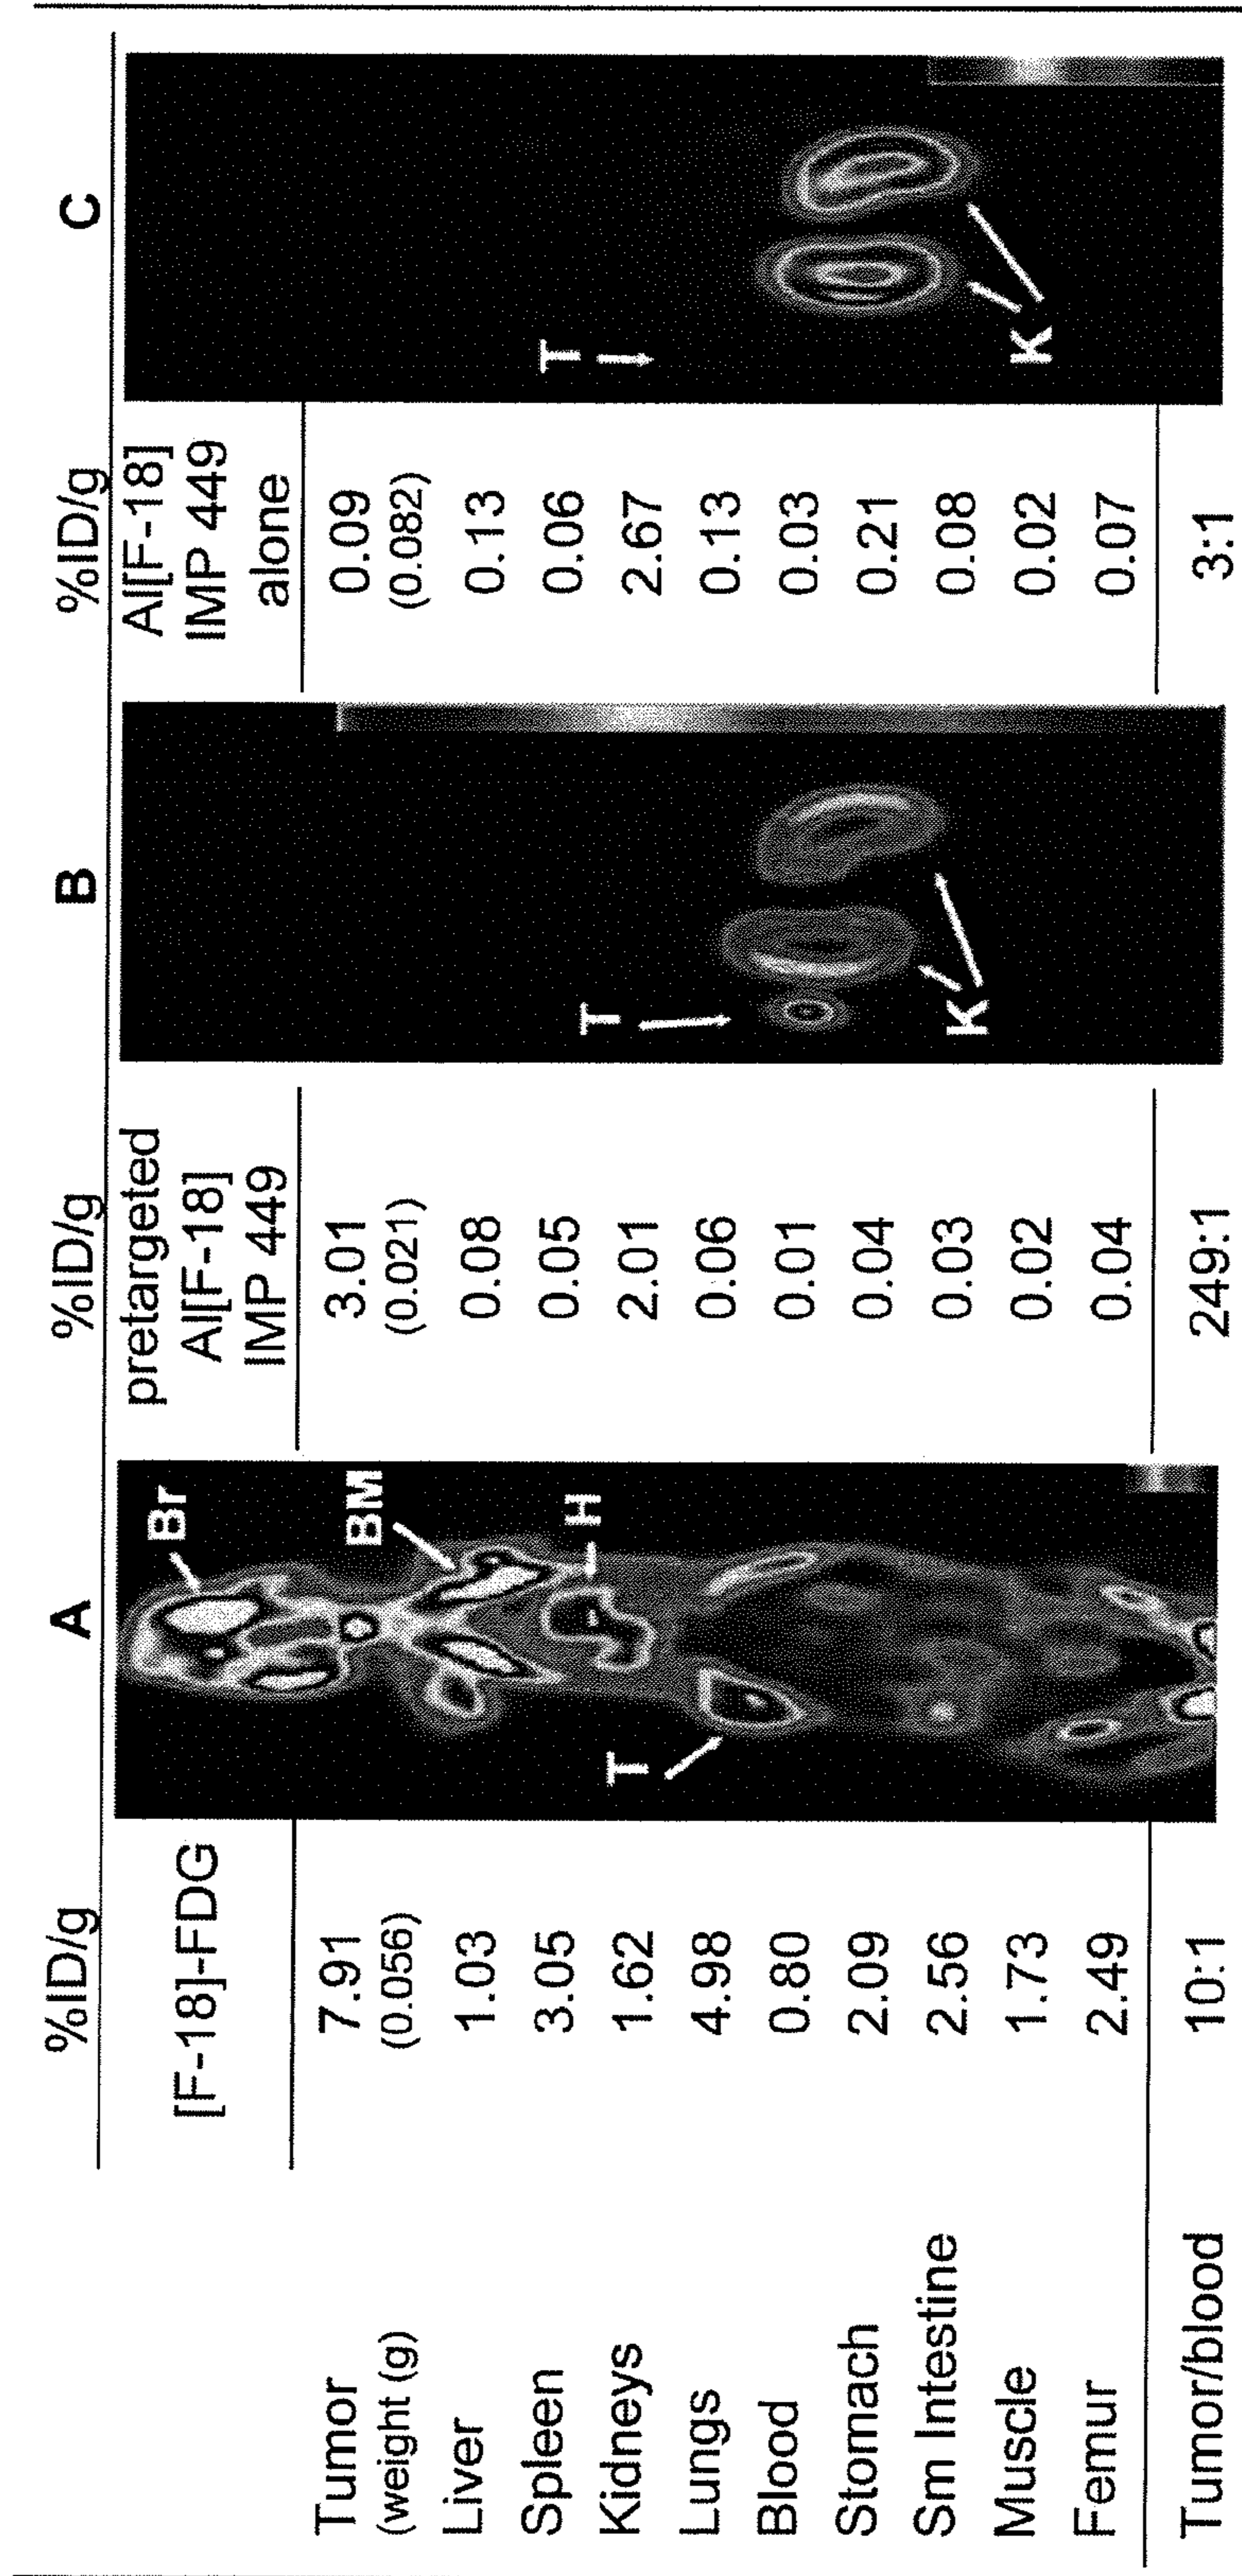 A B C
%ID/g %ID/g %ID/g
[F-18]-FDG
pretargeted
Al[F-18]
IMP 449
Al[F-18]
IMP 449
alone
Tumor 7.91 3.01 0.09
(weight (g) (0.056) (0.021) (0.082)
Liver 1.03 0.08 0.13
Spleen 3.05 0.05 0.06
Kidneys 1.62 2.01 2.67
Lungs 4.98 0.06 0.13
Blood 0.80 0.01 0.03
Stomach 2.09 0.04 0.21
Sm Intestine 2.56 0.03 0.08
Muscle 1.73 0.02 0.02
Femur 2.49 0.04 0.07
Tumor/blood 10:1 249:1 3:1
Br
BM
H
T
T
K
T
K